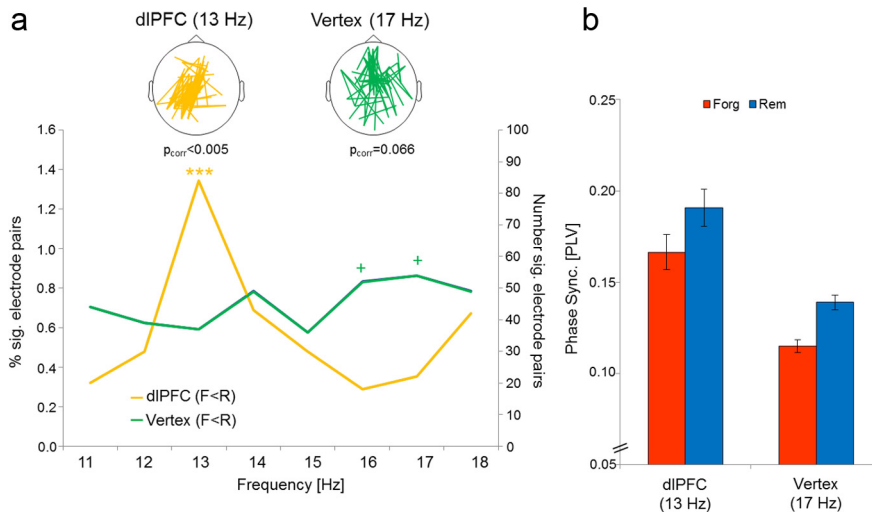 a
dlPFC (13 Hz)
Vertex (17 Hz)
pcorr<0.005
pcorr=0.066
***
+
+
1.6
1.4
1.2
1.0
0.8
0.6
0.4
0.2
0.0
% sig. electrode pairs
100
90
80
70
60
50
40
30
20
10
0
Number sig. electrode pairs
dlPFC (F<R)
Vertex (F<R)
11 12 13 14 15 16 17 18
Frequency [Hz]
b
Forg Rem
0.25
0.20
0.15
0.10
0.05
Phase Sync. [PLV]
dlPFC Vertex
(13 Hz) (17 Hz)